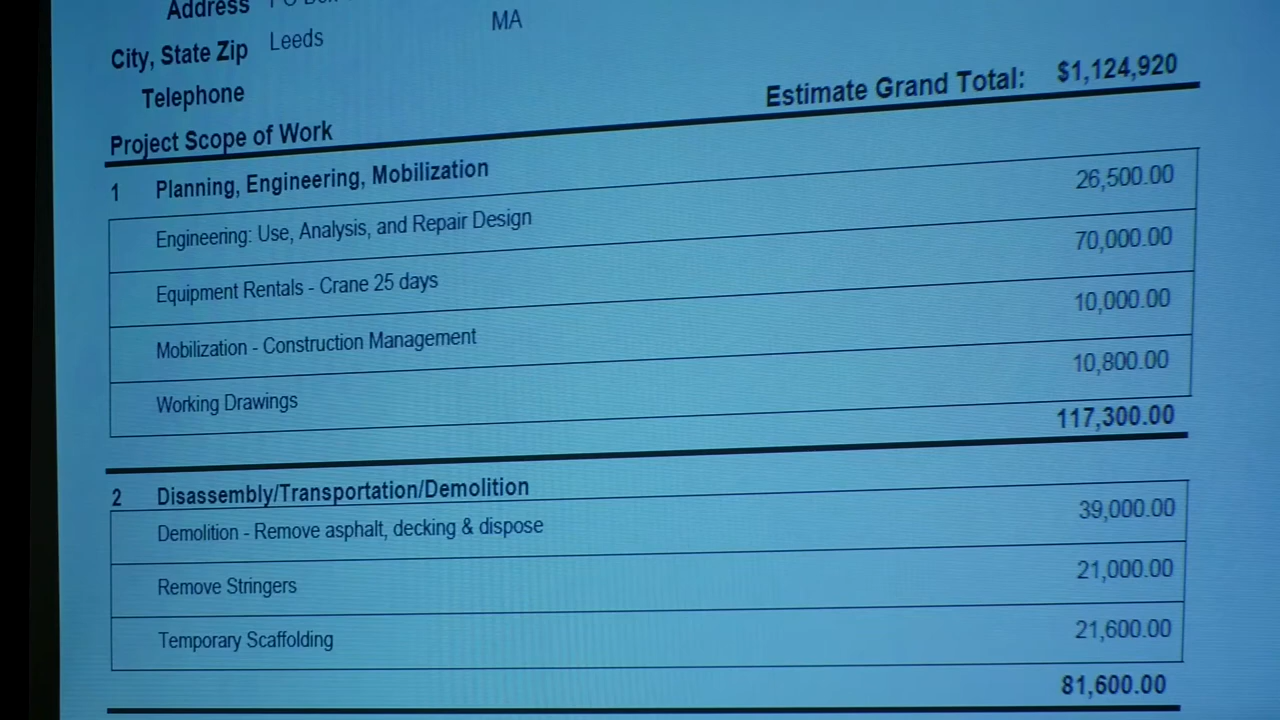 Address
City, State Zip Leeds MA
Telephone
Estimate Grand Total: $1,124,920
Project Scope of Work
1 Planning, Engineering, Mobilization
Engineering: Use, Analysis, and Repair Design 26,500.00
Equipment Rentals - Crane 25 days 70,000.00
Mobilization - Construction Management 10,000.00
Working Drawings 10,800.00
117,300.00
2 Disassembly/Transportation/Demolition
Demolition - Remove asphalt, decking & dispose 39,000.00
Remove Stringers 21,000.00
Temporary Scaffolding 21,600.00
81,600.00